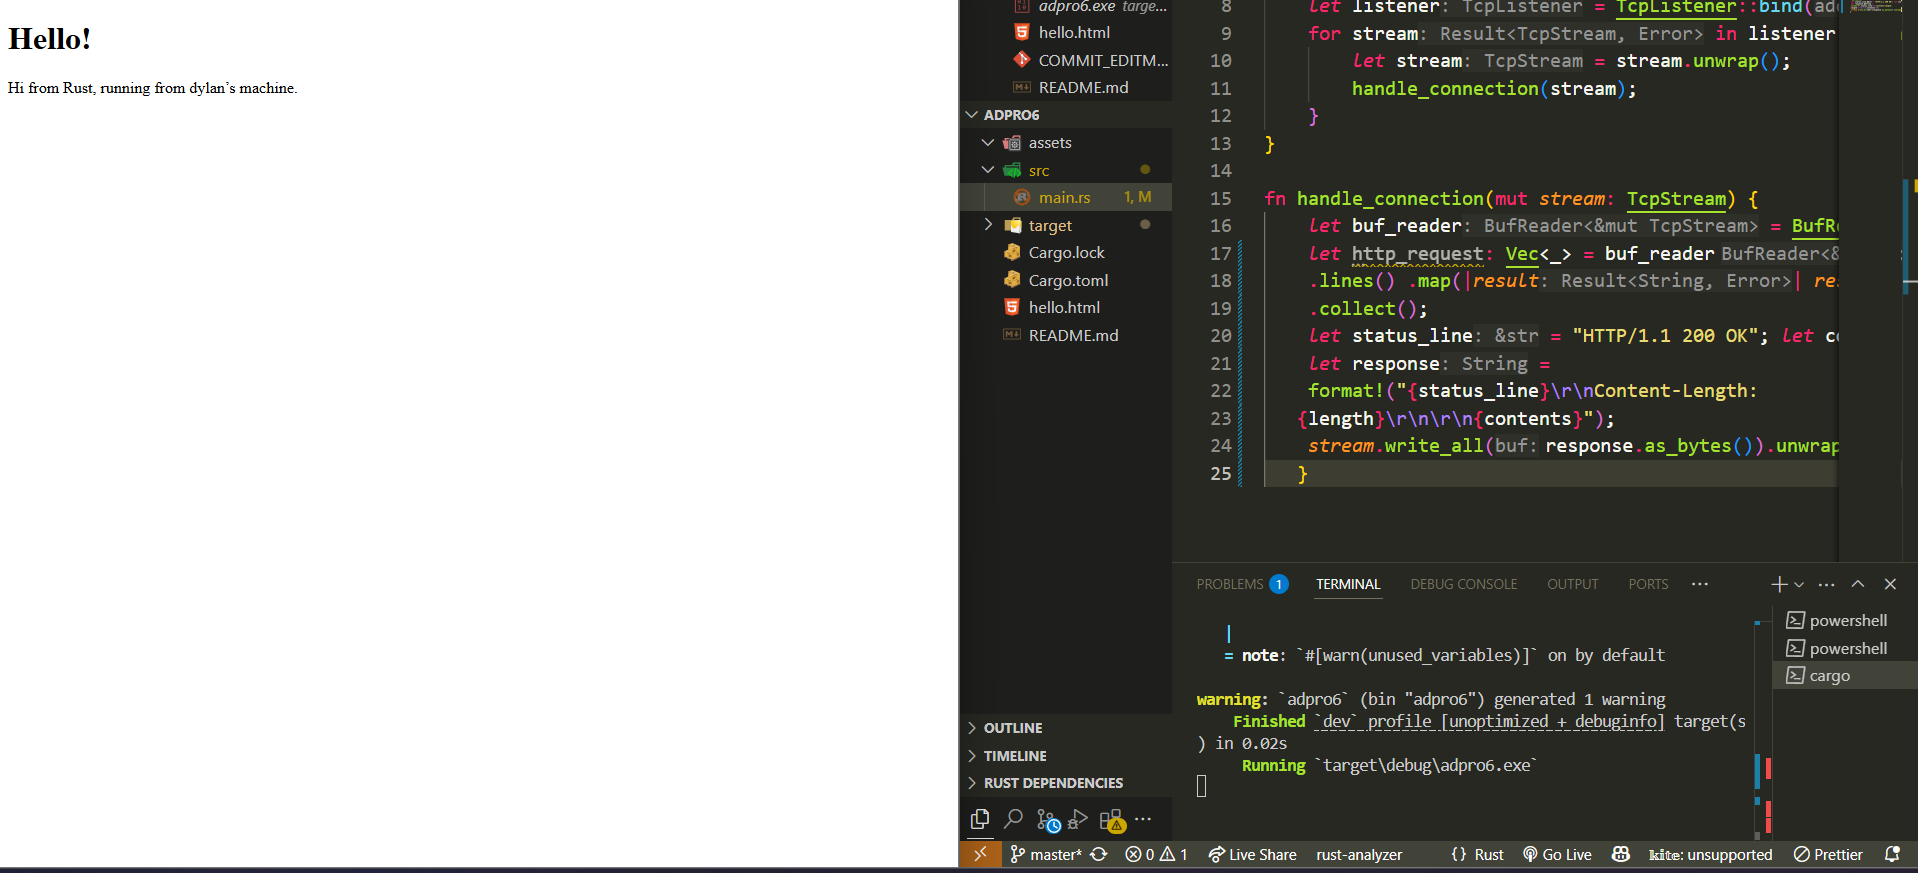 Hello!
Hi from Rust, running from dylan’s machine.
adpro6.exe targe...
hello.html
COMMIT_EDITM...
README.md
ADPRO6
assets
src
main.rs 1, M
target
Cargo.lock
Cargo.toml
hello.html
README.md
OUTLINE
TIMELINE
RUST DEPENDENCIES
8 let listener: TcpListener = TcpListener::bind(add
9 for stream: Result<TcpStream, Error> in listener
10 let stream: TcpStream = stream.unwrap();
11 handle_connection(stream);
12 }
13 }
14
15 fn handle_connection(mut stream: TcpStream) {
16 let buf_reader: BufReader<&mut TcpStream> = BufR
17 let http_request: Vec<_> = buf_reader BufReader<&
18 .lines() .map(|result: Result<String, Error>| res
19 .collect();
20 let status_line: &str = "HTTP/1.1 200 OK"; let co
21 let response: String =
22 format!("{status_line}\r\nContent-Length:
23 {length}\r\n\r\n{contents}");
24 stream.write_all(buf: response.as_bytes()).unwrap
25 }
PROBLEMS 1 TERMINAL DEBUG CONSOLE OUTPUT PORTS ···
|
= note: `#[warn(unused_variables)]` on by default
warning: `adpro6` (bin "adpro6") generated 1 warning
Finished `dev` profile [unoptimized + debuginfo] target(s
) in 0.02s
Running `target\debug\adpro6.exe`
powershell
powershell
cargo
master* 0 1 Live Share rust-analyzer {} Rust Go Live kite: unsupported Prettier